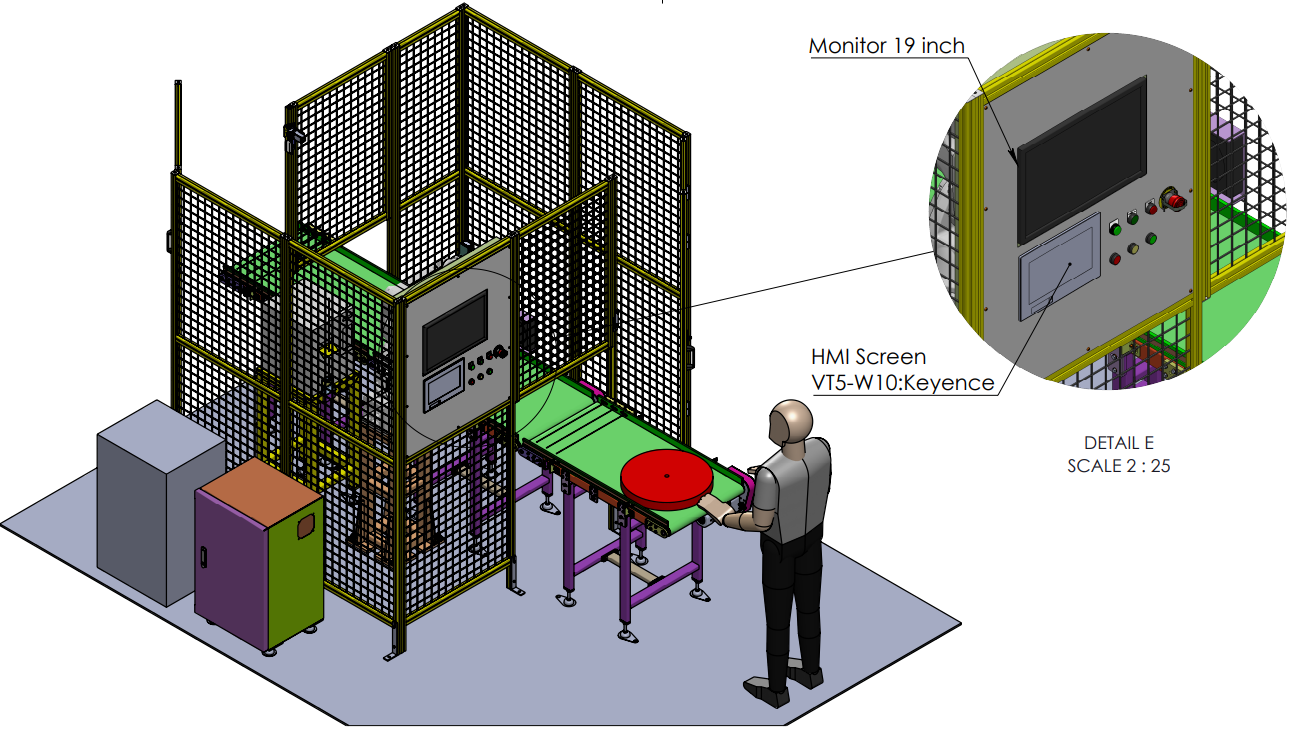 Monitor 19 inch
HMI Screen
VT5-W10:Keyence
DETAIL E
SCALE 2 : 25